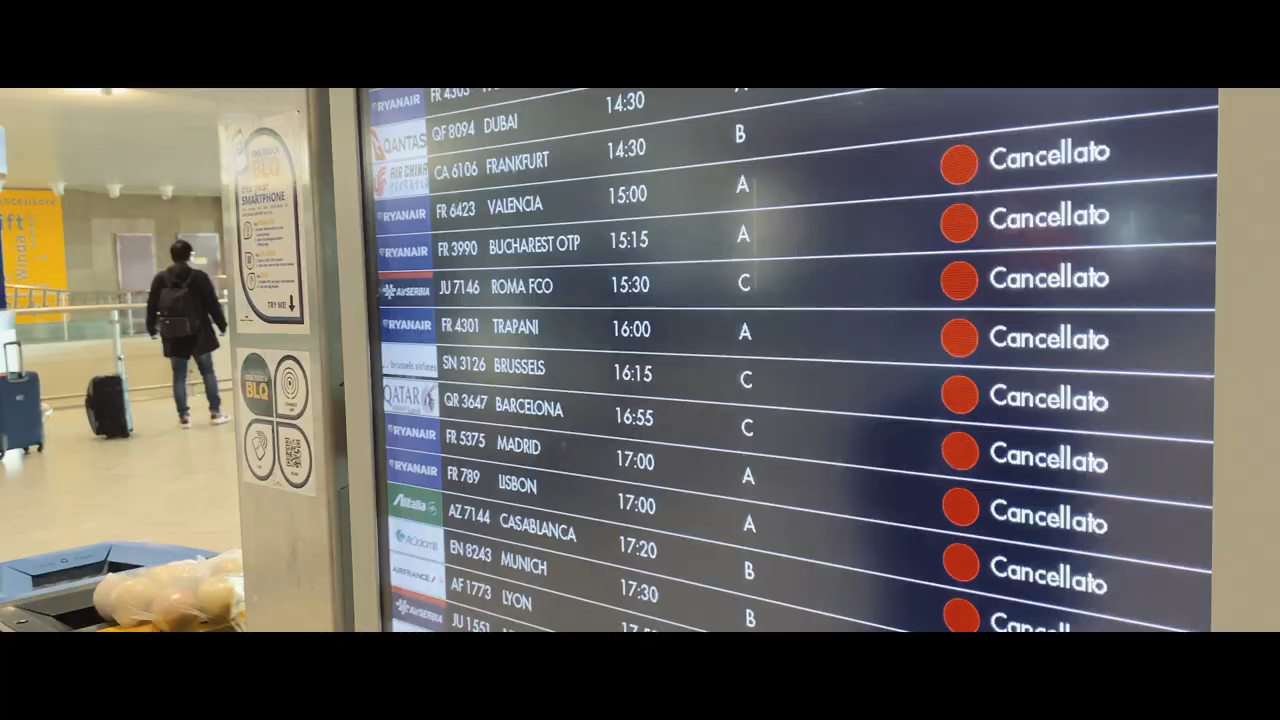 RYANAIR FR 4303 14:30
QANTAS QF 8094 DUBAI 14:30 A
AIR CHINA CA 6106 FRANKFURT 14:30 B
RYANAIR FR 6423 VALENCIA 15:00 A Cancellato
RYANAIR FR 3990 BUCHAREST OTP 15:15 A Cancellato
AirSERBIA JU 7146 ROMA FCO 15:30 C Cancellato
RYANAIR FR 4301 TRAPANI 16:00 A Cancellato
brussels airlines SN 3126 BRUSSELS 16:15 C Cancellato
QATAR QR 3647 BARCELONA 16:55 C Cancellato
RYANAIR FR 5375 MADRID 17:00 A Cancellato
RYANAIR FR 789 LISBON 17:00 A Cancellato
Alitalia AZ 7144 CASABLANCA 17:20 B Cancellato
AirDolomiti EN 8243 MUNICH 17:30 B
AIRFRANCE AF 1773 LYON
AirSERBIA JU 1551
Ascensore
Lift
Winda
ONE TOUCH
BLQ
SMARTPHONE
TRY ME!
BLQ